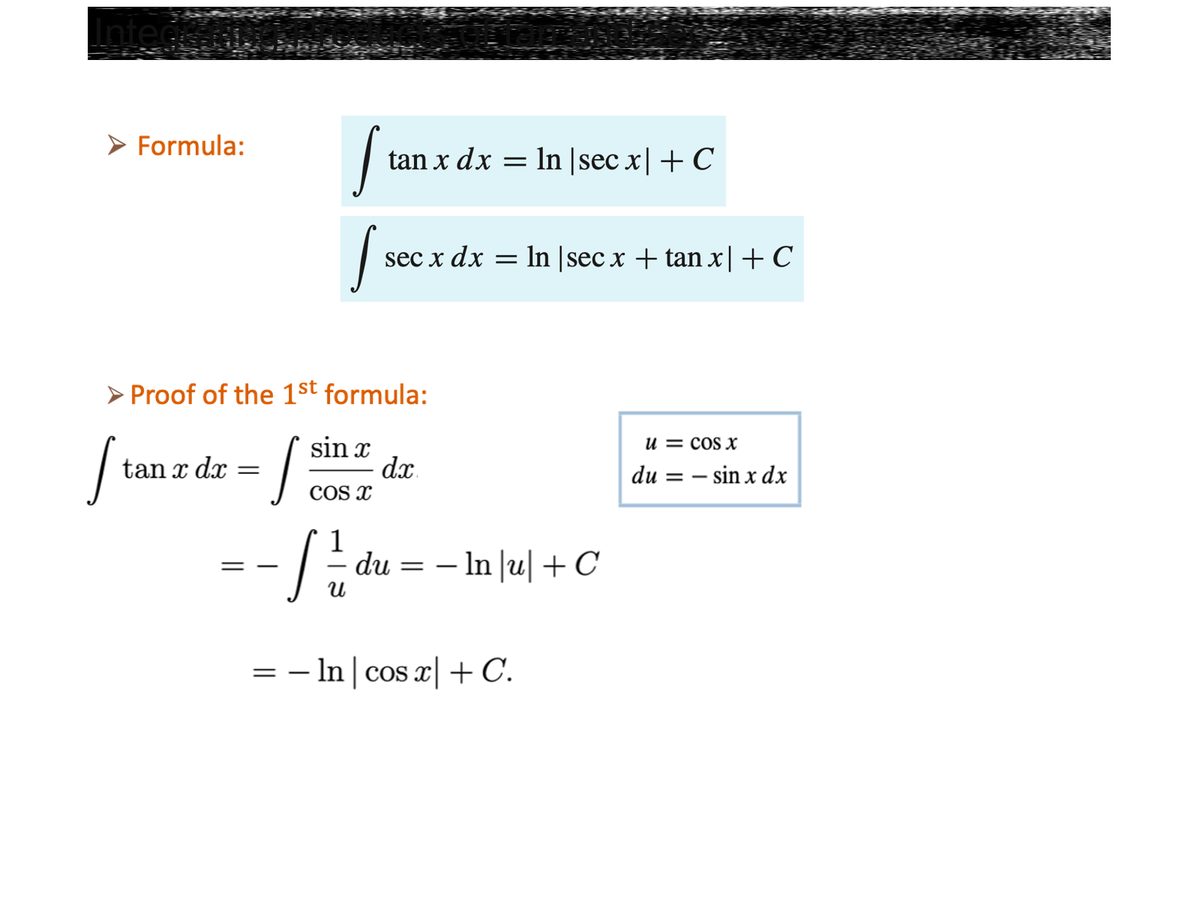 ➢ Formula:
∫ tan x dx = ln |sec x| + C
∫ sec x dx = ln |sec x + tan x| + C
➢ Proof of the 1st formula:
∫ tan x dx = ∫ sin x / cos x dx.
u = cos x
du = − sin x dx
= − ∫ 1/u du = − ln |u| + C
= − ln | cos x| + C.